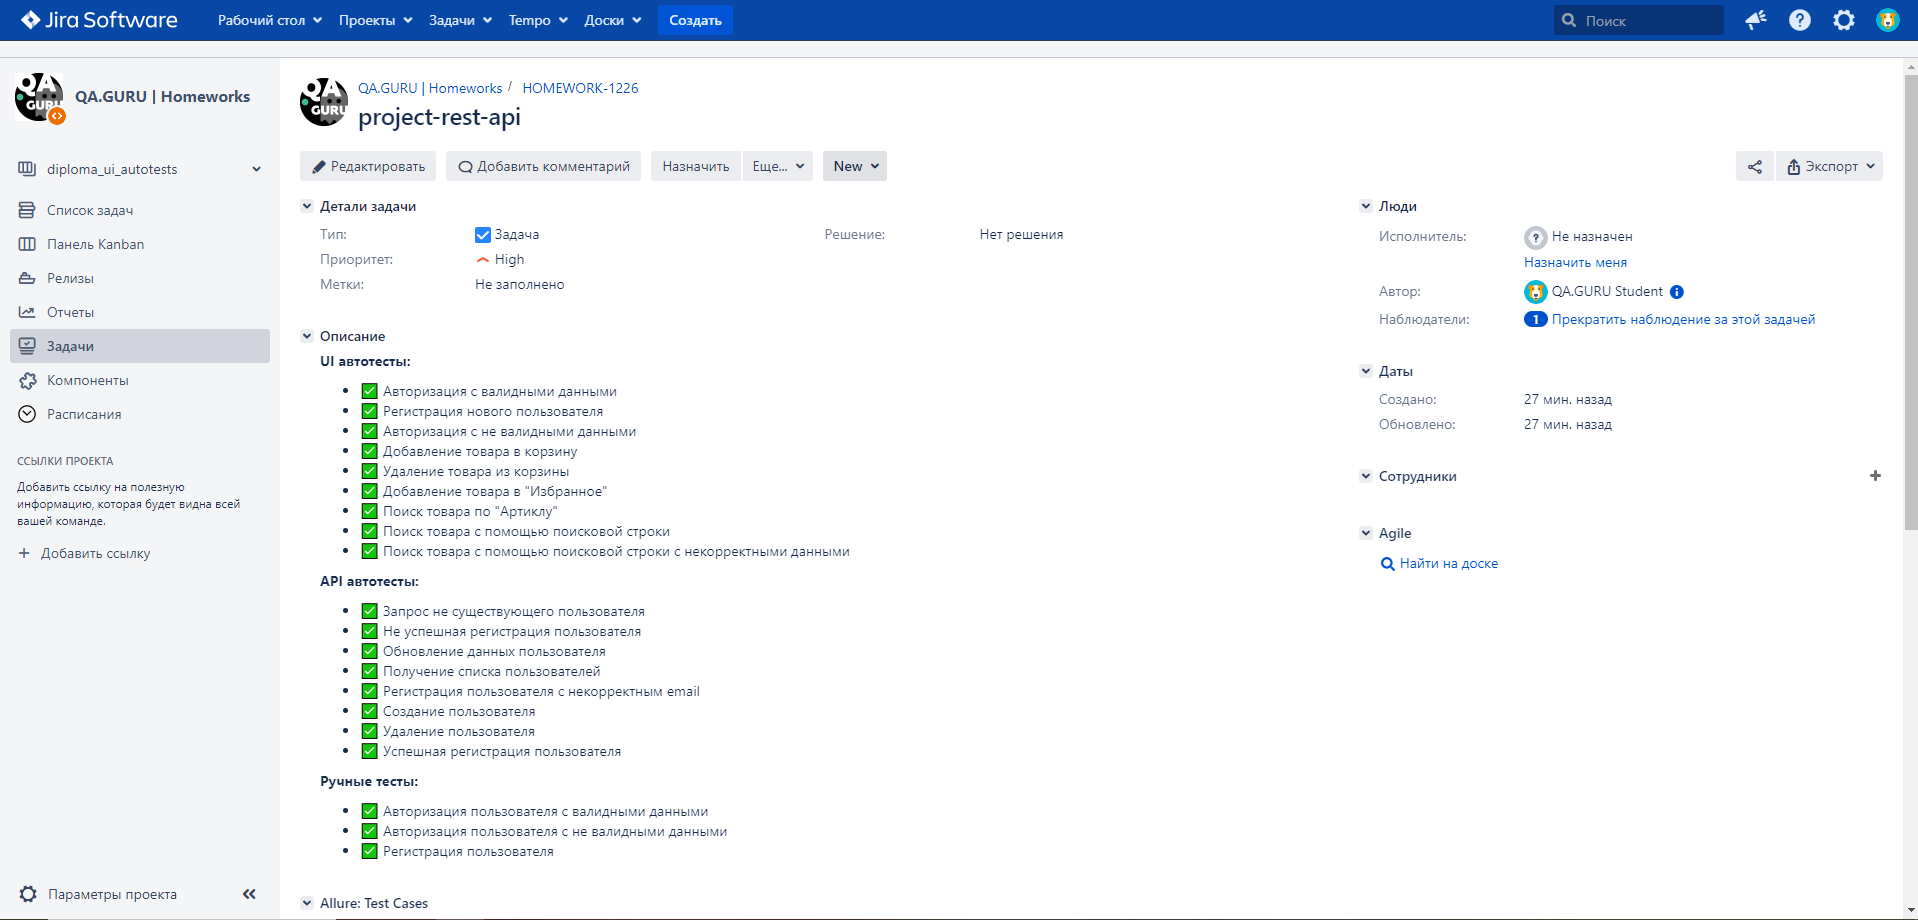 Jira Software
Рабочий стол Проекты Задачи Tempo Доски Создать Поиск
QA.GURU | Homeworks
diploma_ui_autotests
Список задач
Панель Kanban
Релизы
Отчеты
Задачи
Компоненты
Расписания
ССЫЛКИ ПРОЕКТА
Добавить ссылку на полезную
информацию, которая будет видна всей
вашей команде.
+ Добавить ссылку
Параметры проекта
QA GURU
QA.GURU | Homeworks / HOMEWORK-1226
project-rest-api
Редактировать Добавить комментарий Назначить Еще... New Экспорт
Детали задачи
Тип: Задача Решение: Нет решения
Приоритет: High
Метки: Не заполнено
Описание
UI автотесты:
• Авторизация с валидными данными
• Регистрация нового пользователя
• Авторизация с не валидными данными
• Добавление товара в корзину
• Удаление товара из корзины
• Добавление товара в "Избранное"
• Поиск товара по "Артиклу"
• Поиск товара с помощью поисковой строки
• Поиск товара с помощью поисковой строки с некорректными данными
API автотесты:
• Запрос не существующего пользователя
• Не успешная регистрация пользователя
• Обновление данных пользователя
• Получение списка пользователей
• Регистрация пользователя с некорректным email
• Создание пользователя
• Удаление пользователя
• Успешная регистрация пользователя
Ручные тесты:
• Авторизация пользователя с валидными данными
• Авторизация пользователя с не валидными данными
• Регистрация пользователя
Allure: Test Cases
Люди
Исполнитель: Не назначен
Назначить меня
Автор: QA.GURU Student
Наблюдатели: 1 Прекратить наблюдение за этой задачей
Даты
Создано: 27 мин. назад
Обновлено: 27 мин. назад
Сотрудники
Agile
Найти на доске